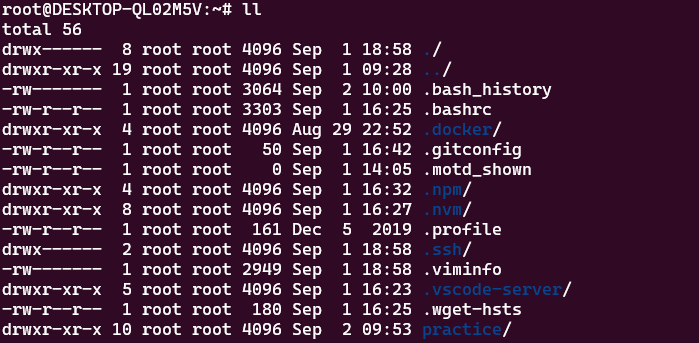 root@DESKTOP-QL02M5V:~# ll
total 56
drwx------  8 root root 4096 Sep  1 18:58 ./
drwxr-xr-x 19 root root 4096 Sep  1 09:28 ../
-rw-------  1 root root 3064 Sep  2 10:00 .bash_history
-rw-r--r--  1 root root 3303 Sep  1 16:25 .bashrc
drwxr-xr-x  4 root root 4096 Aug 29 22:52 .docker/
-rw-r--r--  1 root root   50 Sep  1 16:42 .gitconfig
-rw-r--r--  1 root root    0 Sep  1 14:05 .motd_shown
drwxr-xr-x  4 root root 4096 Sep  1 16:32 .npm/
drwxr-xr-x  8 root root 4096 Sep  1 16:27 .nvm/
-rw-r--r--  1 root root  161 Dec  5  2019 .profile
drwx------  2 root root 4096 Sep  1 18:58 .ssh/
-rw-------  1 root root 2949 Sep  1 18:58 .viminfo
drwxr-xr-x  5 root root 4096 Sep  1 16:23 .vscode-server/
-rw-r--r--  1 root root  180 Sep  1 16:25 .wget-hsts
drwxr-xr-x 10 root root 4096 Sep  2 09:53 practice/